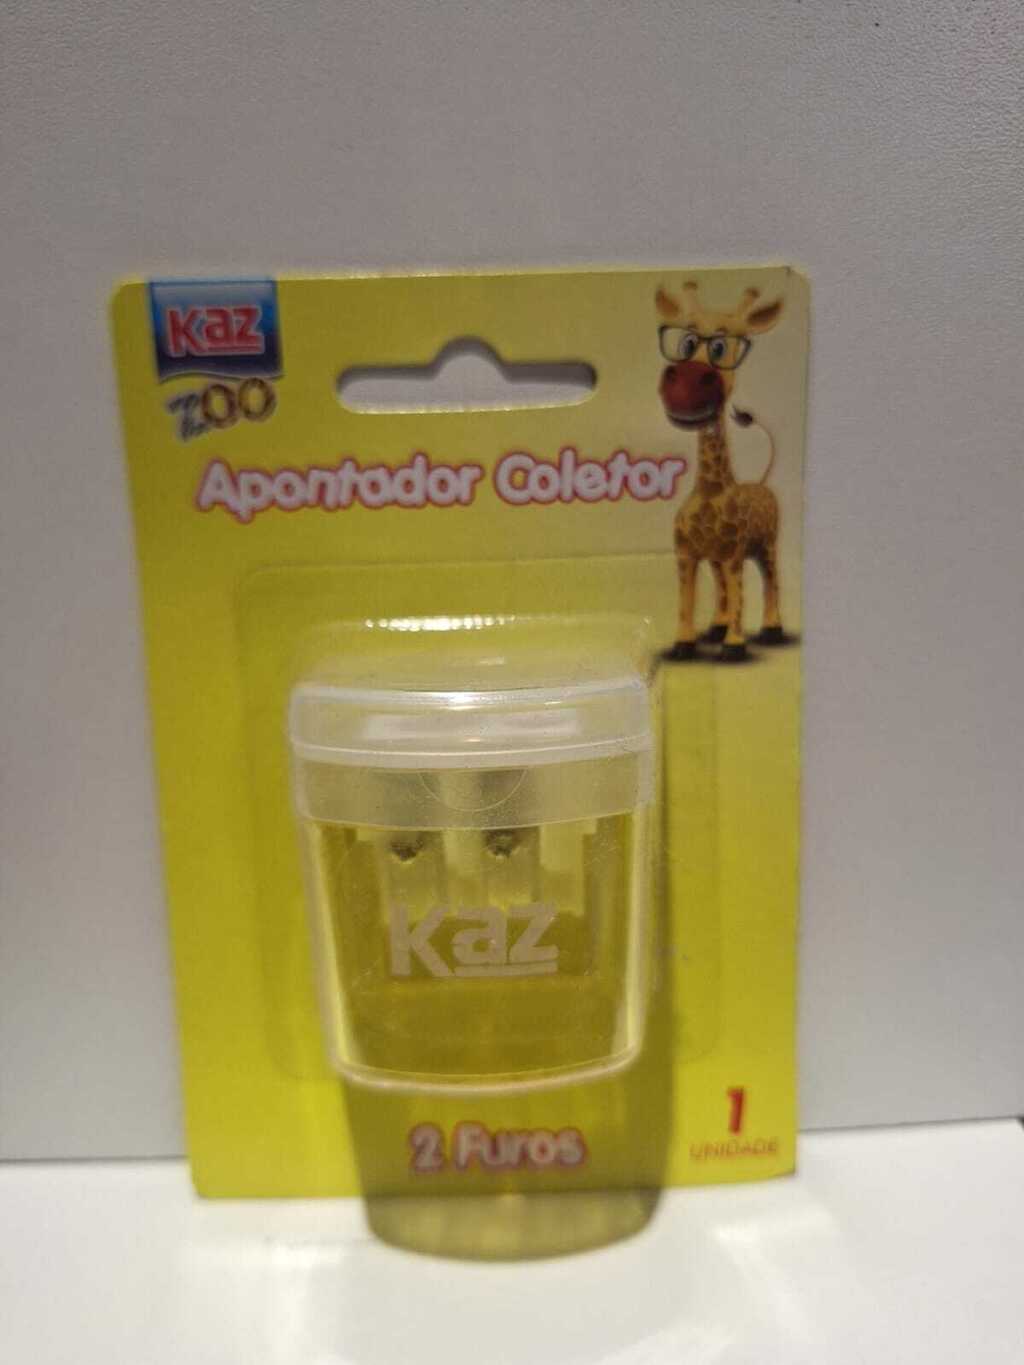 Kaz
ZOO
Apontador Coletor
Kaz
2 Furos
1
UNIDADE